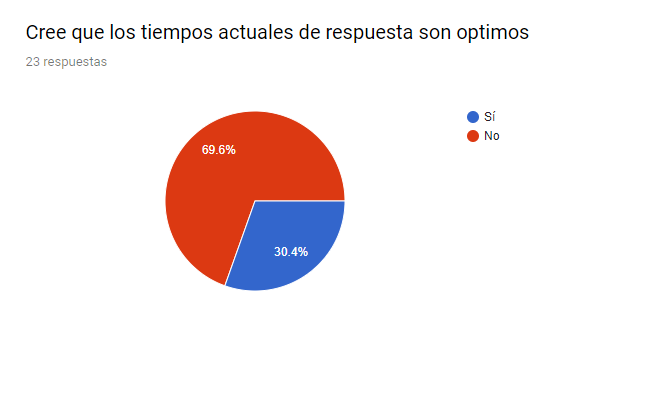 Cree que los tiempos actuales de respuesta son optimos
23 respuestas
Sí
No
69.6%
30.4%